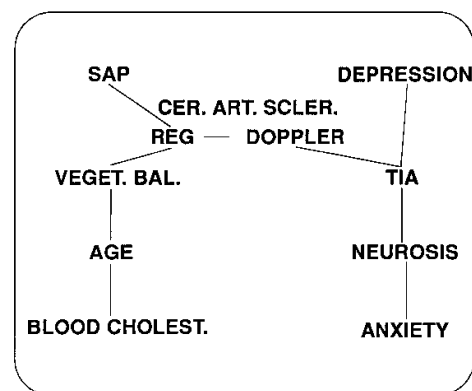 SAP DEPRESSION
CER. ART. SCLER.
REG — DOPPLER
VEGET. BAL. TIA
AGE NEUROSIS
BLOOD CHOLEST. ANXIETY